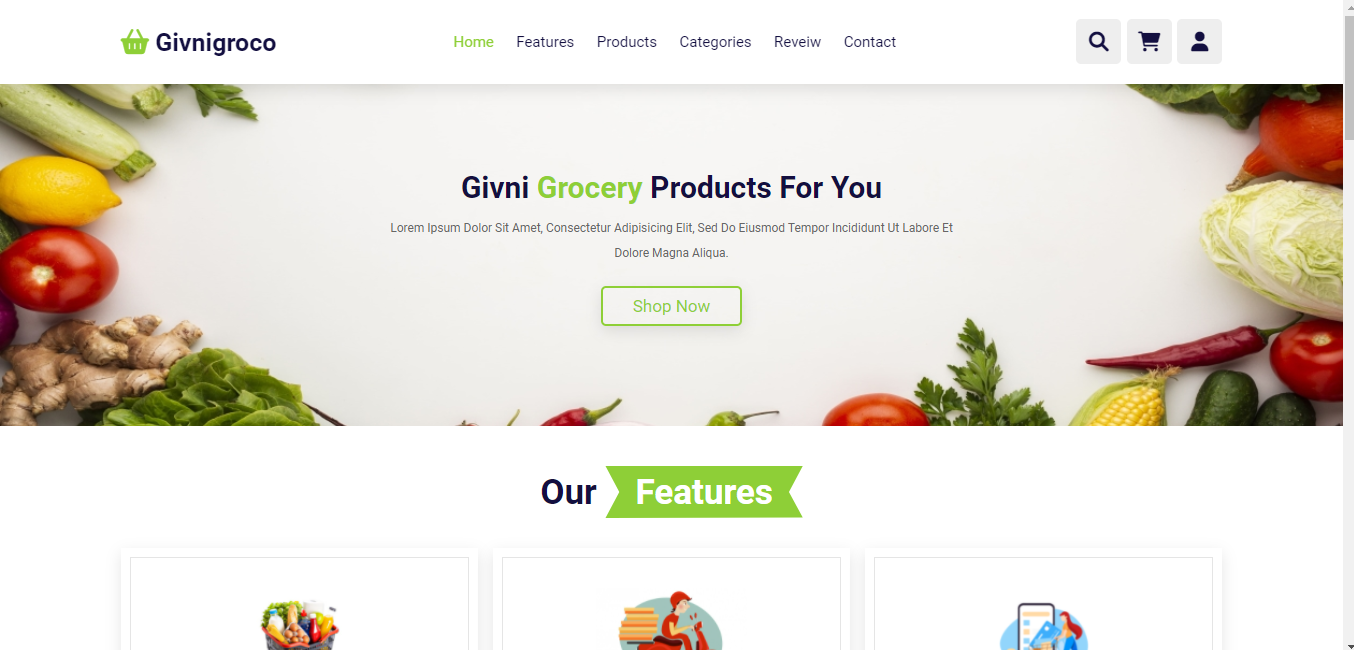 Givnigroco
Home Features Products Categories Reveiw Contact
Givni Grocery Products For You
Lorem Ipsum Dolor Sit Amet, Consectetur Adipisicing Elit, Sed Do Eiusmod Tempor Incididunt Ut Labore Et
Dolore Magna Aliqua.
Shop Now
Our Features